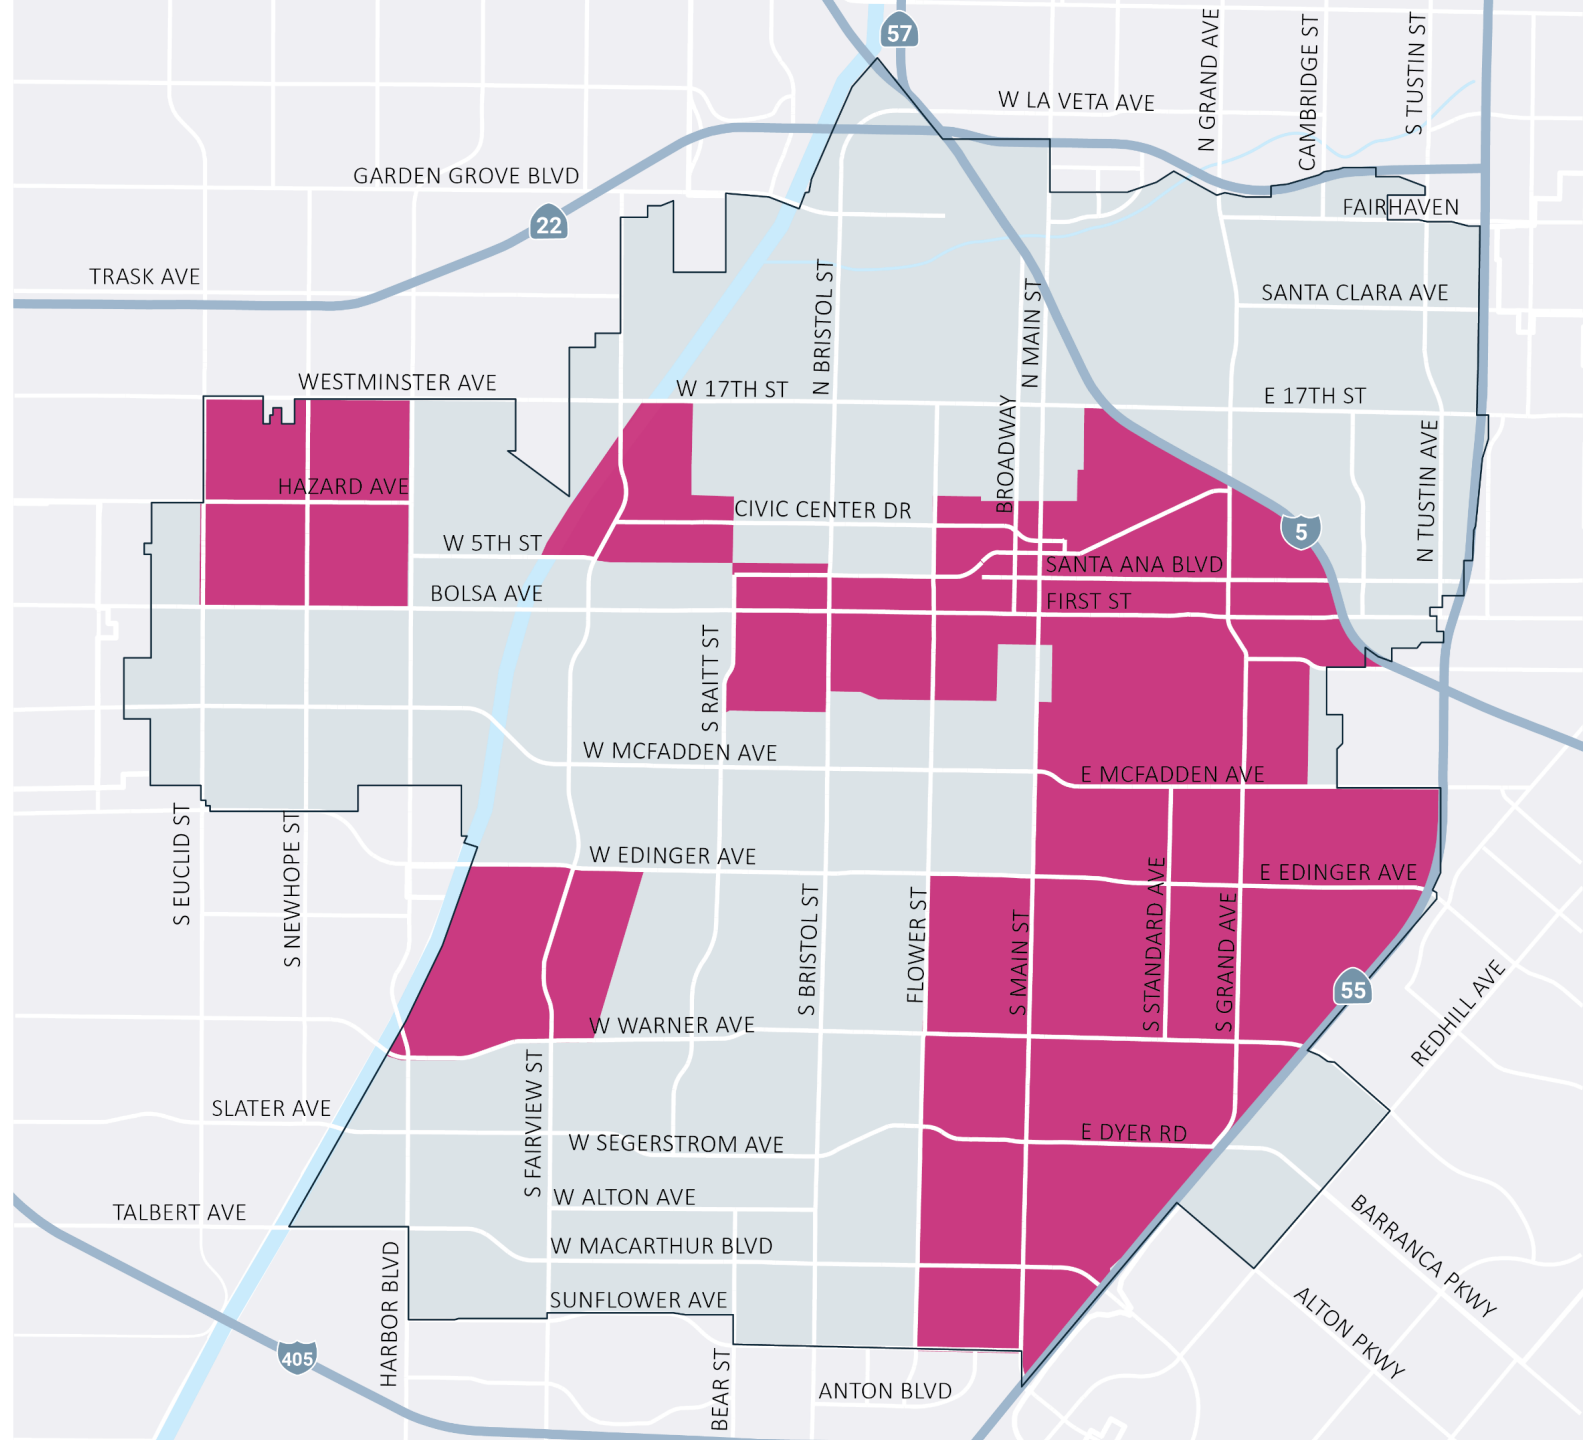 57
N GRAND AVE
CAMBRIDGE ST
S TUSTIN ST
W LA VETA AVE
GARDEN GROVE BLVD
22
FAIRHAVEN
TRASK AVE
SANTA CLARA AVE
N BRISTOL ST
N MAIN ST
WESTMINSTER AVE
W 17TH ST
E 17TH ST
BROADWAY
N TUSTIN AVE
HAZARD AVE
CIVIC CENTER DR
5
W 5TH ST
SANTA ANA BLVD
BOLSA AVE
FIRST ST
S RAITT ST
W MCFADDEN AVE
E MCFADDEN AVE
S EUCLID ST
S NEWHOPE ST
W EDINGER AVE
E EDINGER AVE
S BRISTOL ST
FLOWER ST
S MAIN ST
S STANDARD AVE
S GRAND AVE
55
REDHILL AVE
W WARNER AVE
S FAIRVIEW ST
SLATER AVE
W SEGERSTROM AVE
E DYER RD
W ALTON AVE
TALBERT AVE
W MACARTHUR BLVD
BARRANCA PKWY
HARBOR BLVD
SUNFLOWER AVE
ALTON PKWY
405
BEAR ST
ANTON BLVD